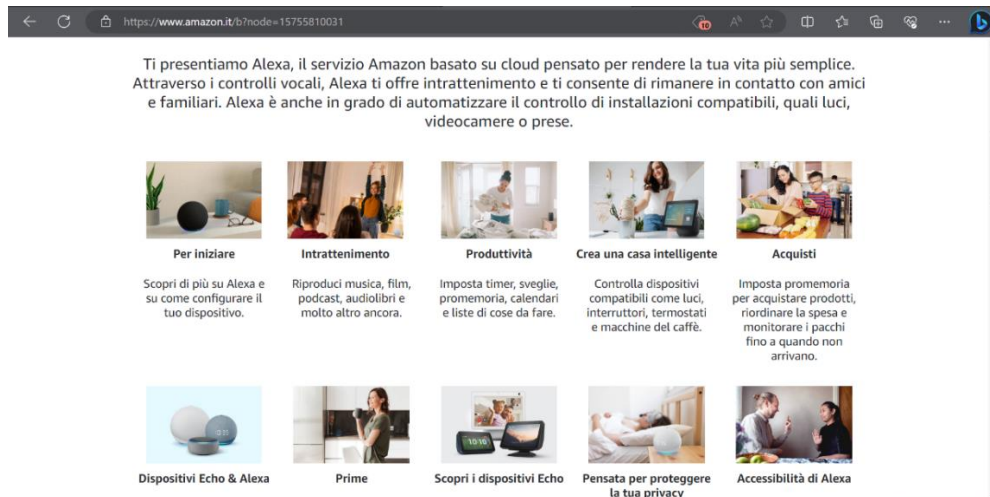 https://www.amazon.it/b?node=15755810031
10
Ti presentiamo Alexa, il servizio Amazon basato su cloud pensato per rendere la tua vita più semplice.
Attraverso i controlli vocali, Alexa ti offre intrattenimento e ti consente di rimanere in contatto con amici
e familiari. Alexa è anche in grado di automatizzare il controllo di installazioni compatibili, quali luci,
videocamere o prese.
Per iniziare
Scopri di più su Alexa e
su come configurare il
tuo dispositivo.
Intrattenimento
Riproduci musica, film,
podcast, audiolibri e
molto altro ancora.
Produttività
Imposta timer, sveglie,
promemoria, calendari
e liste di cose da fare.
Crea una casa intelligente
Controlla dispositivi
compatibili come luci,
interruttori, termostati
e macchine del caffè.
Acquisti
Imposta promemoria
per acquistare prodotti,
riordinare la spesa e
monitorare i pacchi
fino a quando non
arrivano.
Dispositivi Echo & Alexa
Prime
10:16
Scopri i dispositivi Echo
Pensata per proteggere
la tua privacy
Accessibilità di Alexa